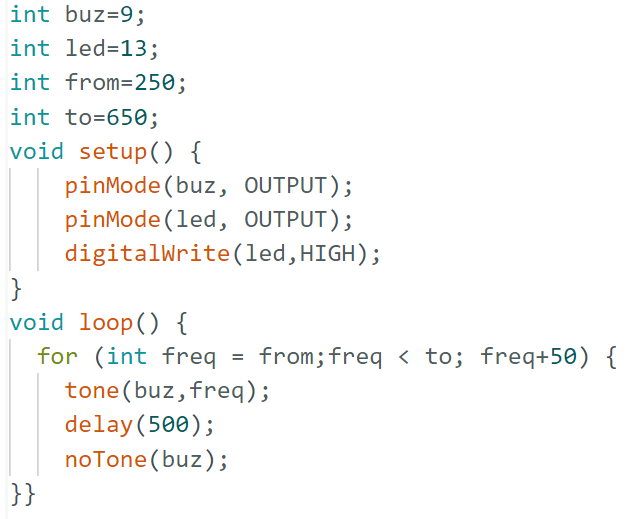 int buz=9;
int led=13;
int from=250;
int to=650;
void setup() {
pinMode(buz, OUTPUT);
pinMode(led, OUTPUT);
digitalWrite(led,HIGH);
}
void loop() {
for (int freq = from;freq < to; freq+50) {
tone(buz,freq);
delay(500);
noTone(buz);
}}